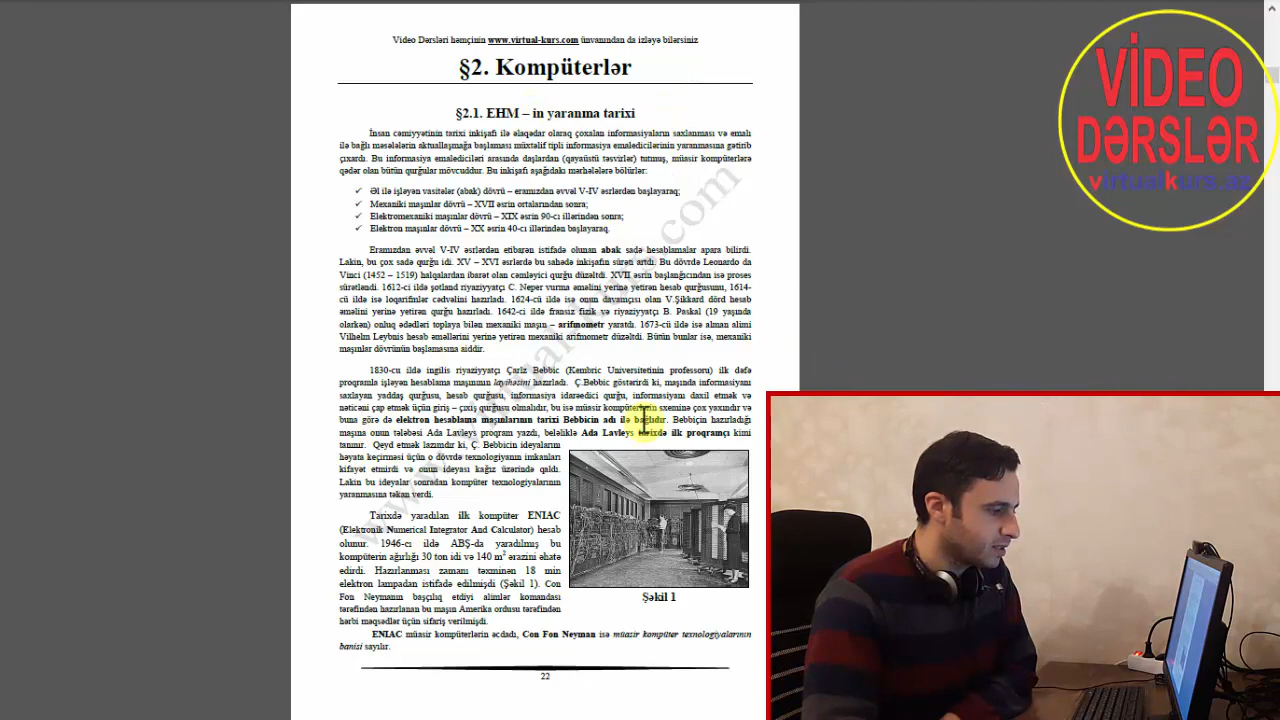 Video Dərsləri həmçinin www.virtual-kurs.com ünvanından da izləyə bilərsiniz
§2. Kompüterlər
§2.1. EHM – in yaranma tarixi
İnsan cəmiyyətinin tarixi inkişafı ilə əlaqədar olaraq çoxalan informasiyaların saxlanması və emalı
ilə bağlı məsələlərin aktuallaşmağa başlaması müxtəlif tipli informasiya emaledicilərinin yaranmasına gətirib
çıxardı. Bu informasiya emalediciləri arasında daşlardan (qayaüstü təsvirlər) tutmuş, müasir kompüterlərə
qədər olan bütün qurğular mövcuddur. Bu inkişafı aşağıdakı mərhələlərə bölürlər:
✓ Əl ilə işləyən vasitələr (abak) dövrü – eramızdan əvvəl V-IV əsrlərdən başlayaraq;
✓ Mexaniki maşınlar dövrü – XVII əsrin ortalarından sonra;
✓ Elektromexaniki maşınlar dövrü – XIX əsrin 90-cı illərindən sonra;
✓ Elektron maşınlar dövrü – XX əsrin 40-cı illərindən başlayaraq.
Eramızdan əvvəl V-IV əsrlərdən etibarən istifadə olunan abak sadə hesablamalar apara bilirdi.
Lakin, bu çox sadə qurğu idi. XV – XVI əsrlərdə bu sahədə inkişafın sürəti artdı. Bu dövrdə Leonardo da
Vinci (1452 – 1519) halqalardan ibarət olan cəmləyici qurğu düzəltdi. XVII əsrin başlanğıcından isə proses
sürətləndi. 1612-ci ildə şotland riyaziyyatçı C. Neper vurma əməlini yerinə yetirən hesab qurğusunu, 1614-
cü ildə isə loqarifmlər cədvəlini hazırladı. 1624-cü ildə isə onun davamçısı olan V.Şikkard dörd hesab
əməlini yerinə yetirən qurğu hazırladı. 1642-ci ildə fransız fizik və riyaziyyatçı B. Paskal (19 yaşında
olarkən) onluq ədədləri toplaya bilən mexaniki maşın – arifmometr yaratdı. 1673-cü ildə isə alman alimi
Vilhelm Leybnis hesab əməllərini yerinə yetirən mexaniki arifmometr düzəltdi. Bütün bunlar isə, mexaniki
maşınlar dövrünün başlamasına aiddir.
1830-cu ildə ingilis riyaziyyatçı Çarlz Bebbic (Kembric Universitetinin professoru) ilk dəfə
proqramla işləyən hesablama maşınının layihəsini hazırladı. Ç.Bebbic göstərirdi ki, maşında informasiyanı
saxlayan yaddaş qurğusu, hesab qurğusu, informasiya idarəedici qurğu, informasiyanı daxil etmək və
nəticəni çap etmək üçün giriş – çıxış qurğusu olmalıdır, bu isə müasir kompüterlərin sxeminə çox yaxındır və
buna görə də elektron hesablama maşınlarının tarixi Bebbicin adı ilə bağlıdır. Bebbiçin hazırladığı
maşına onun tələbəsi Ada Lavleys proqram yazdı, beləliklə Ada Lavleys tarixdə ilk proqramçı kimi
tanınır. Qeyd etmək lazımdır ki, Ç. Bebbicin ideyalarını
həyata keçirməsi üçün o dövrdə texnologiyanın imkanları
kifayət etmirdi və onun ideyası kağız üzərində qaldı.
Lakin bu ideyalar sonradan kompüter texnologiyalarının
yaranmasına təkan verdi.
Tarixdə yaradılan ilk kompüter ENIAC
(Elektronik Numerical Integrator And Calculator) hesab
olunur. 1946-cı ildə ABŞ-da yaradılmış bu
kompüterin ağırlığı 30 ton idi və 140 m² ərazini əhatə
edirdi. Hazırlanması zamanı təxminən 18 min
elektron lampadan istifadə edilmişdi (Şəkil 1). Con
Fon Neymanın başçılıq etdiyi alimlər komandası
tərəfindən hazırlanan bu maşın Amerika ordusu tərəfindən
hərbi məqsədlər üçün sifariş verilmişdi.
Şəkil 1
ENIAC müasir kompüterlərin əcdadı, Con Fon Neyman isə müasir kompüter texnologiyalarının
banisi sayılır.
22
www.virtual-kurs.com
VİDEO
DƏRSLƏR
virtualkurs.az